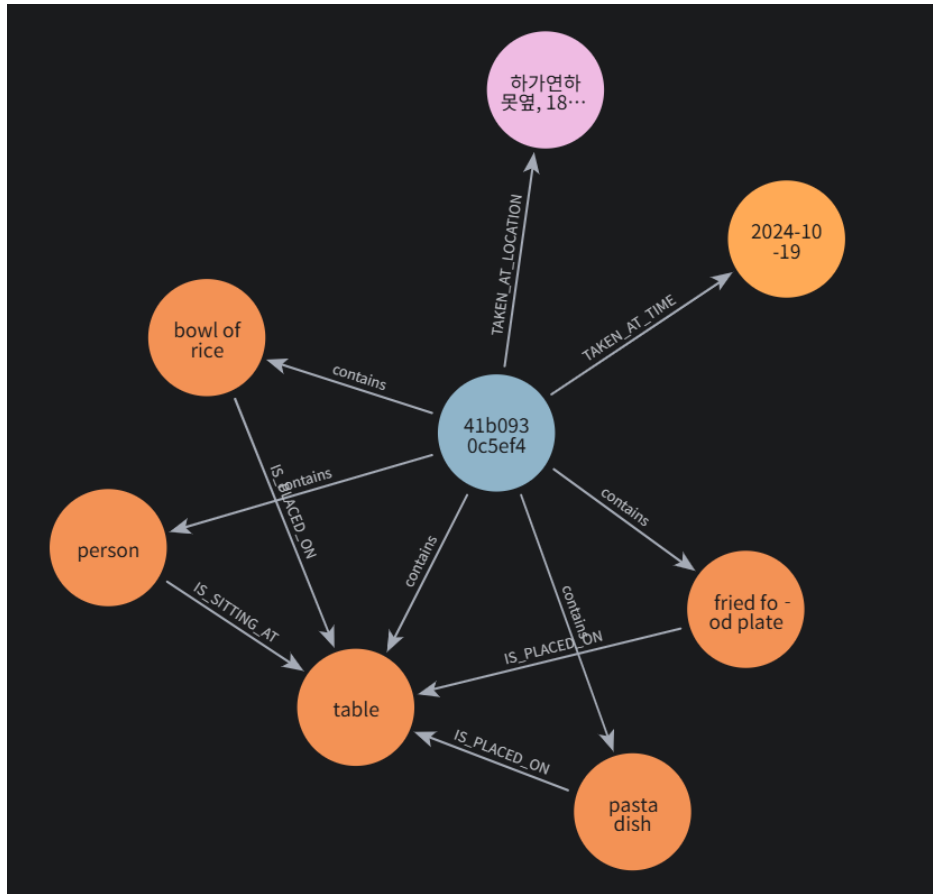 하가연하
못옆, 18…
TAKEN_AT_LOCATION
2024-10
-19
TAKEN_AT_TIME
bowl of
rice
contains
41b093
0c5ef4
IS_PLACED_ON
contains
person
contains
contains
IS_SITTING_AT
contains
fried fo -
od plate
IS_PLACED_ON
table
IS_PLACED_ON
pasta
dish